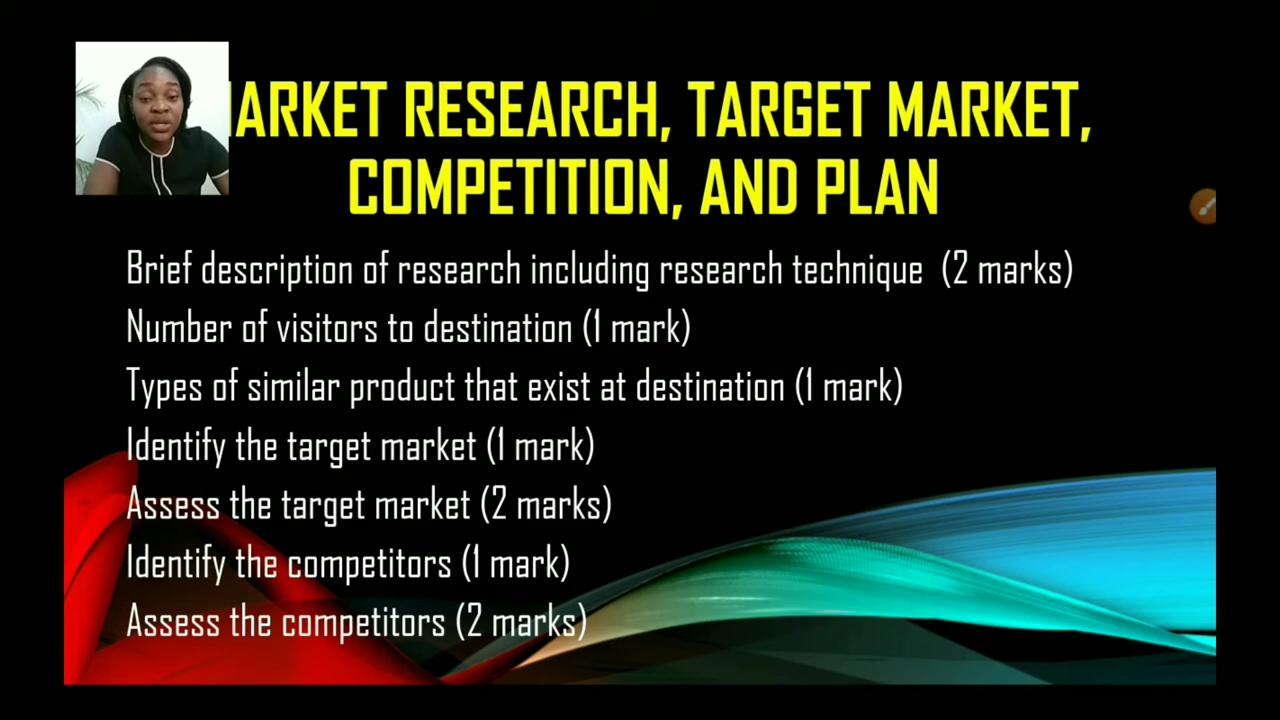 MARKET RESEARCH, TARGET MARKET,
COMPETITION, AND PLAN
Brief description of research including research technique (2 marks)
Number of visitors to destination (1 mark)
Types of similar product that exist at destination (1 mark)
Identify the target market (1 mark)
Assess the target market (2 marks)
Identify the competitors (1 mark)
Assess the competitors (2 marks)